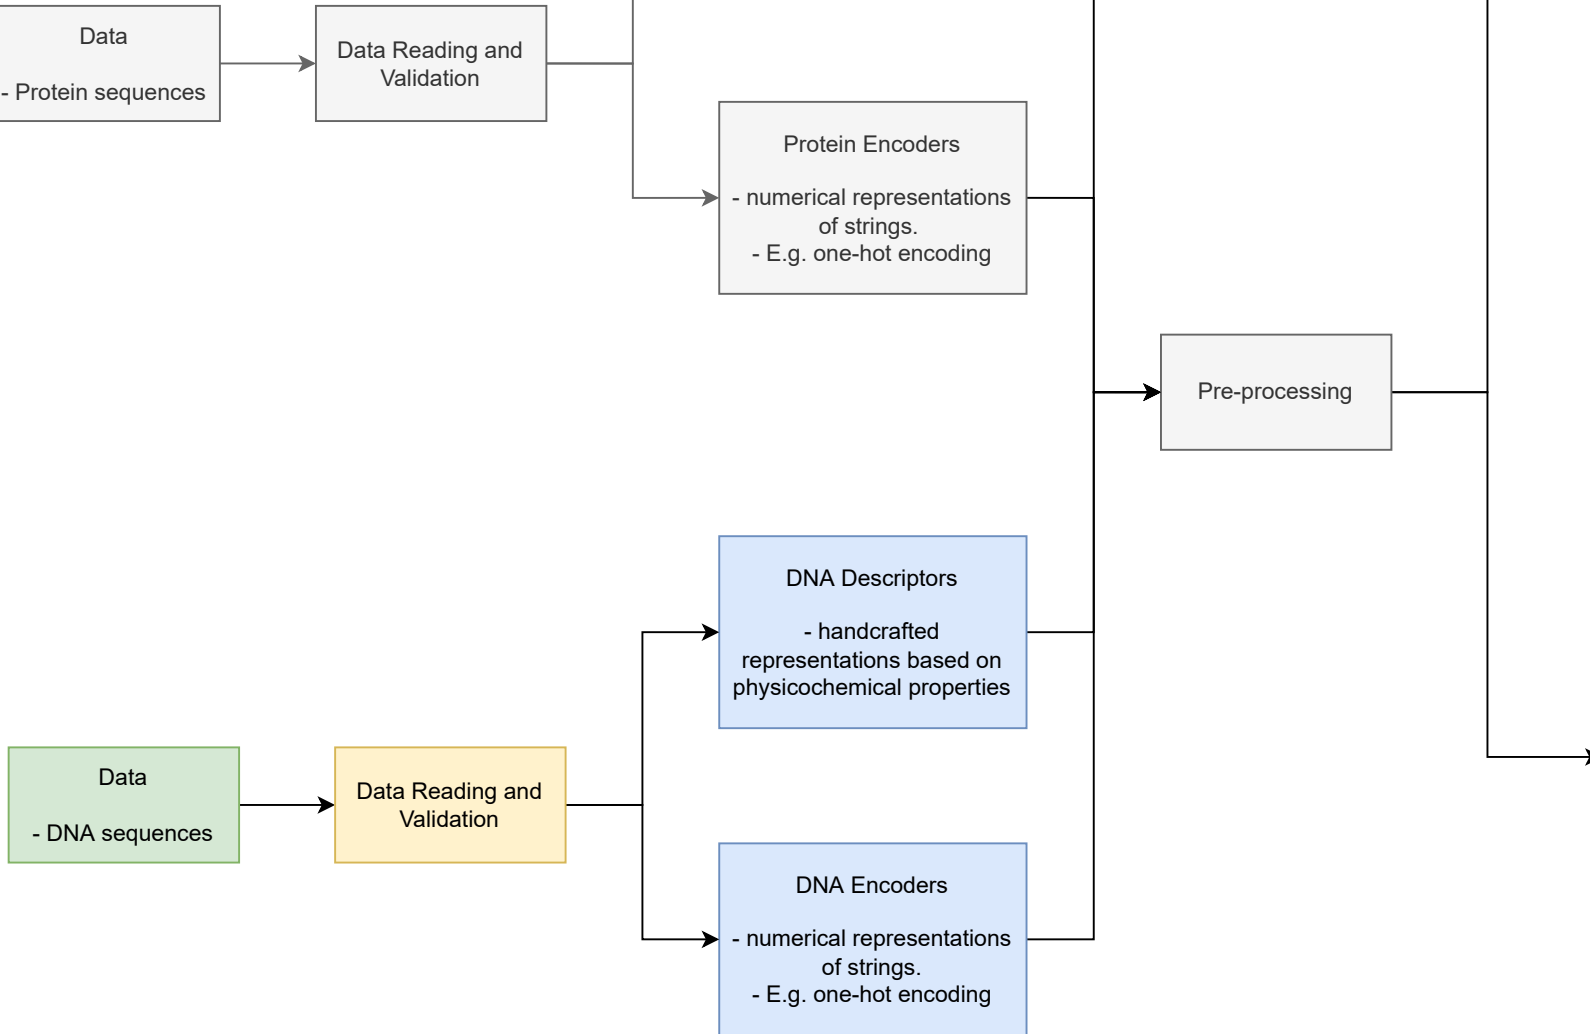 Data
- Protein sequences
Data Reading and
Validation
Protein Encoders
- numerical representations
of strings.
- E.g. one-hot encoding
Pre-processing
DNA Descriptors
- handcrafted
representations based on
physicochemical properties
Data
- DNA sequences
Data Reading and
Validation
DNA Encoders
- numerical representations
of strings.
- E.g. one-hot encoding